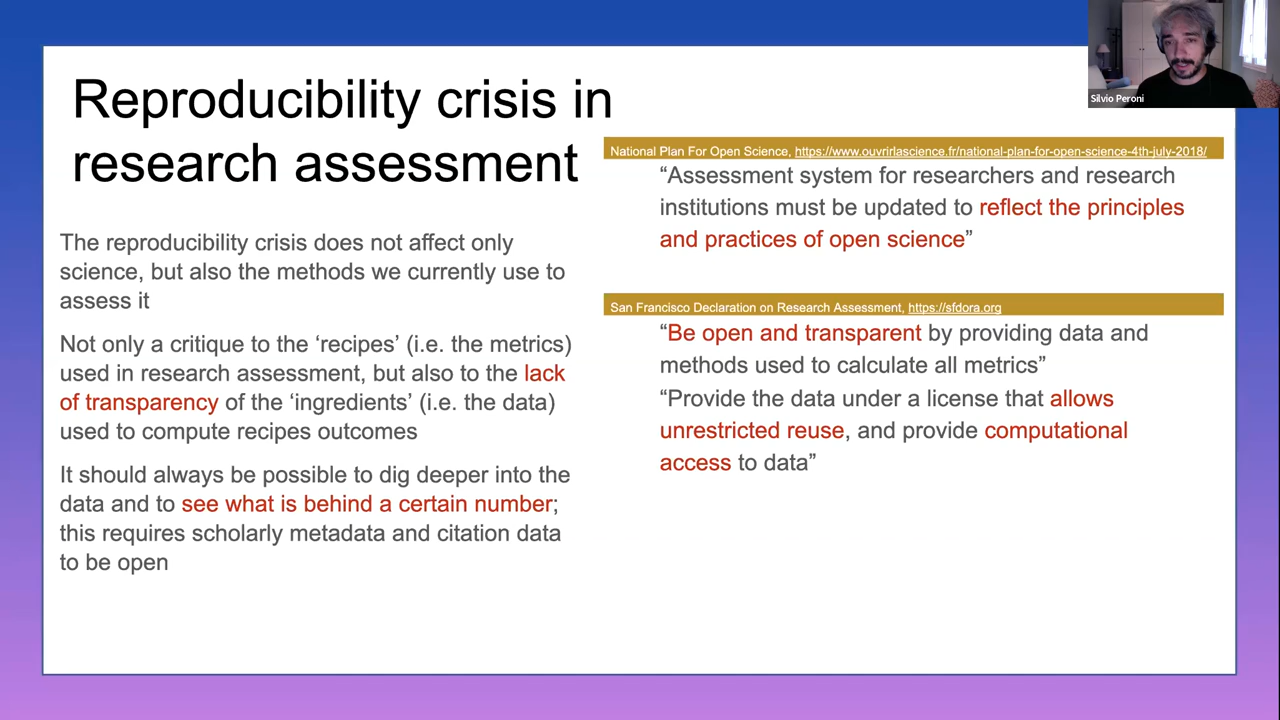 Reproducibility crisis in
research assessment
The reproducibility crisis does not affect only
science, but also the methods we currently use to
assess it
Not only a critique to the ‘recipes’ (i.e. the metrics)
used in research assessment, but also to the lack
of transparency of the ‘ingredients’ (i.e. the data)
used to compute recipes outcomes
It should always be possible to dig deeper into the
data and to see what is behind a certain number;
this requires scholarly metadata and citation data
to be open
National Plan For Open Science, https://www.ouvrirlascience.fr/national-plan-for-open-science-4th-july-2018/
“Assessment system for researchers and research
institutions must be updated to reflect the principles
and practices of open science”
San Francisco Declaration on Research Assessment, https://sfdora.org
“Be open and transparent by providing data and
methods used to calculate all metrics”
“Provide the data under a license that allows
unrestricted reuse, and provide computational
access to data”
Silvio Peroni